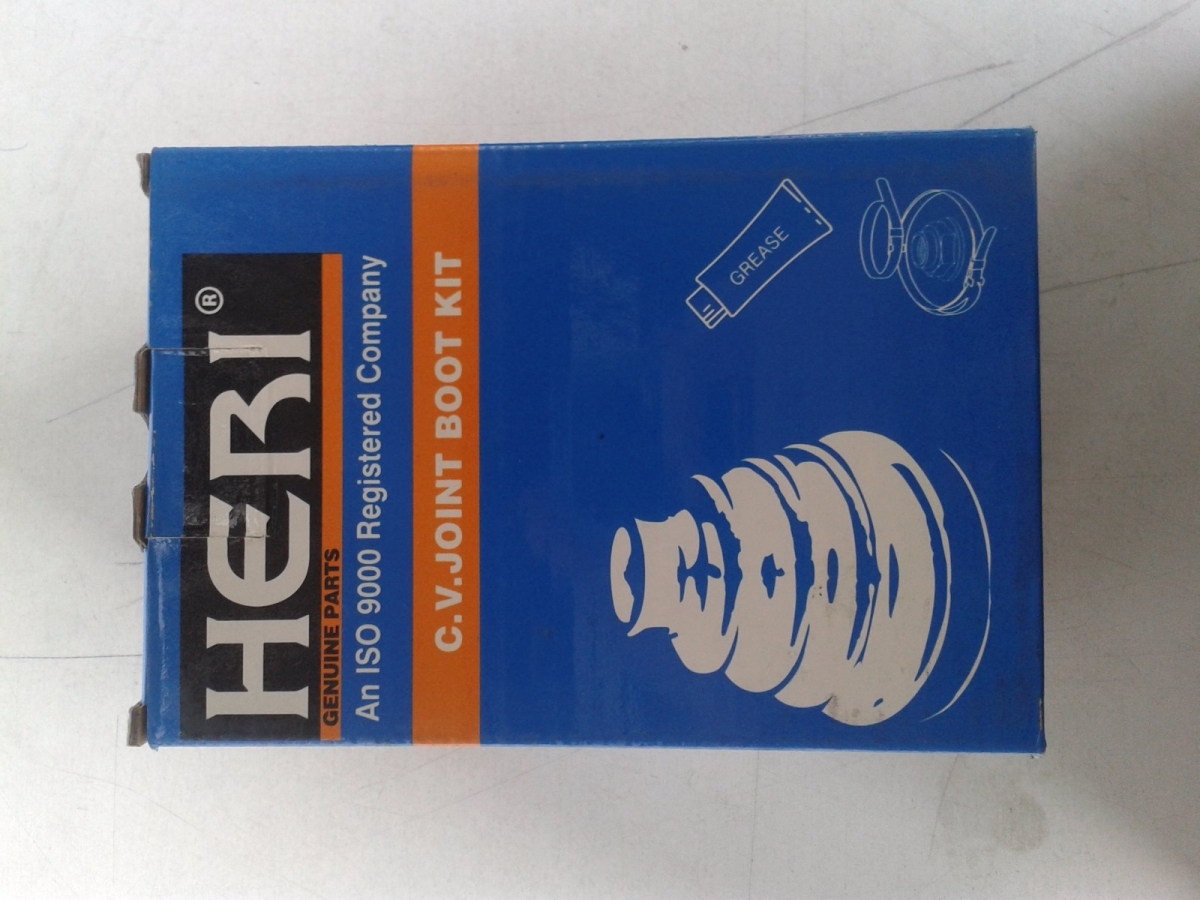 HERI®
GENUINE PARTS
An ISO 9000 Registered Company
C.V.JOINT BOOT KIT
GREASE